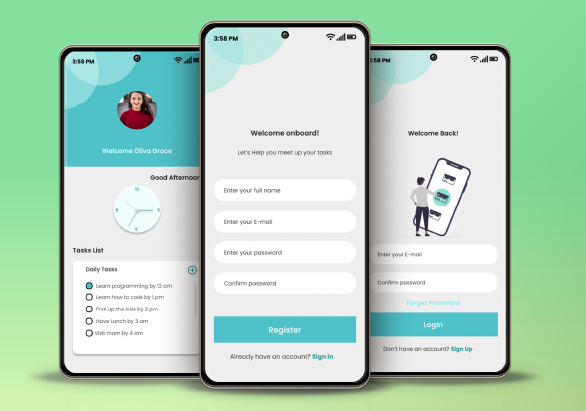 3:58 PM
Welcome Oliva Grace
Good Afternoon
12
3
6
9
Tasks List
Daily Tasks
Learn programming by 12 am
Learn how to cook by 1 pm
Pick Up the kids by 2 pm
Have Lunch by 3 am
Visit mom by 4 am
3:58 PM
Welcome onboard!
Let's Help you meet up your tasks
Enter your full name
Enter your E-mail
Enter your password
Confirm password
Register
Already have an account? Sign In
3:58 PM
Welcome Back!
Enter your E-mail
Confirm password
Forget Password
LogIn
Don't have an account? Sign Up